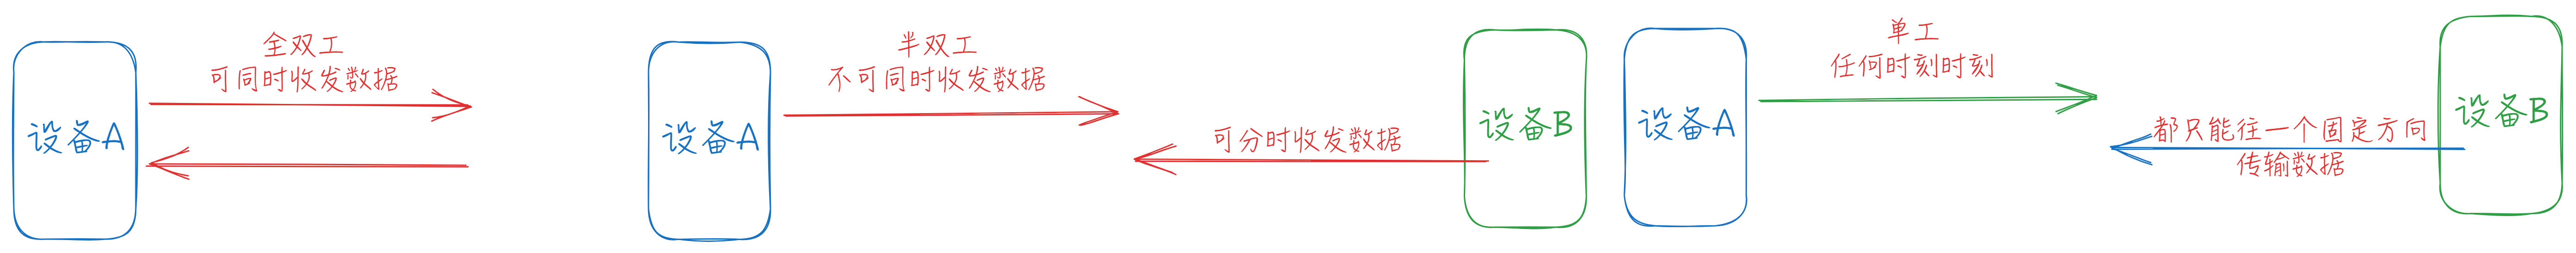 全双工
可同时收发数据
设备A
半双工
不可同时收发数据
设备A
可分时收发数据
设备B
单工
任何时刻时刻
设备A
都只能往一个固定方向
传输数据
设备B